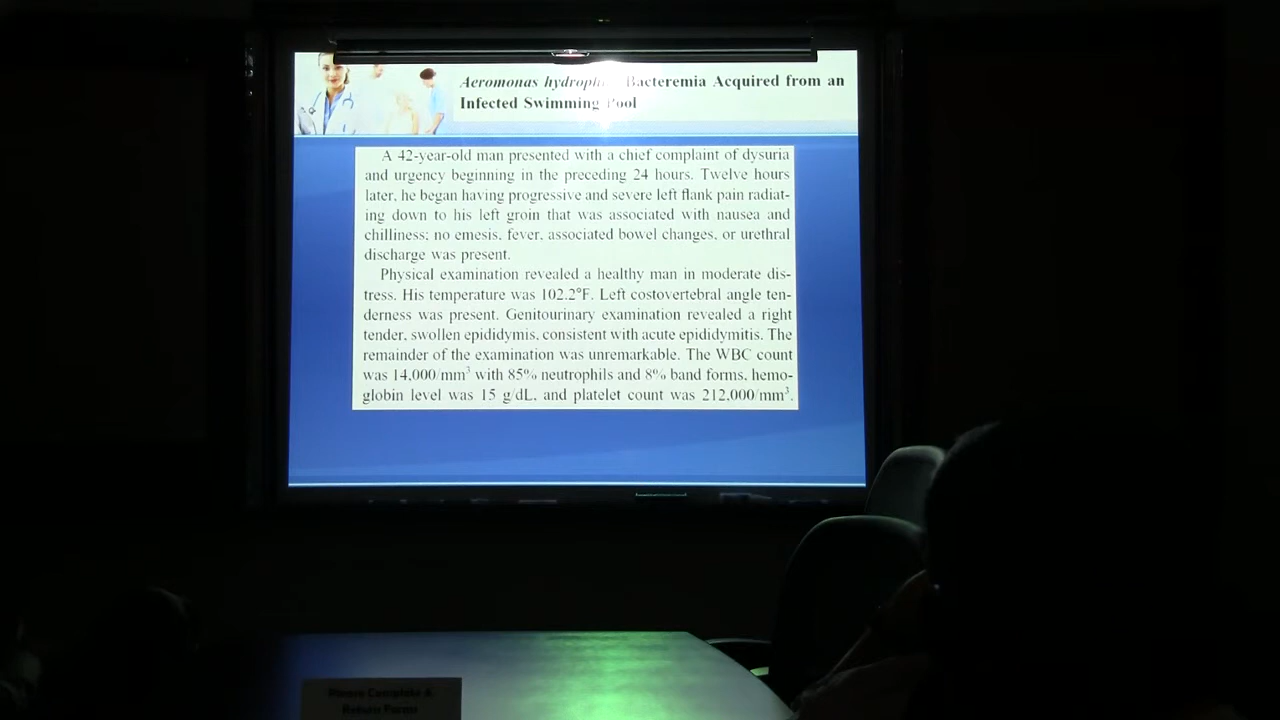 Aeromonas Bacteremia Acquired from an
Infected Swimming Pool
A 42-year-old man presented with a chief complaint of dysuria
and urgency beginning in the preceding 24 hours. Twelve hours
later, he began having progressive and severe left flank pain radiat-
ing down to his left groin that was associated with nausea and
chilliness; no emesis, fever, associated bowel changes, or urethral
discharge was present.
Physical examination revealed a healthy man in moderate dis-
tress. His temperature was 102.2°F. Left costovertebral angle ten-
derness was present. Genitourinary examination revealed a right
tender, swollen epididymis, consistent with acute epididymitis. The
remainder of the examination was unremarkable. The WBC count
was 14,000/mm³ with 85% neutrophils and 8% band forms, hemo-
globin level was 15 g/dL, and platelet count was 212,000/mm³.
Please Complete &
Return Forms